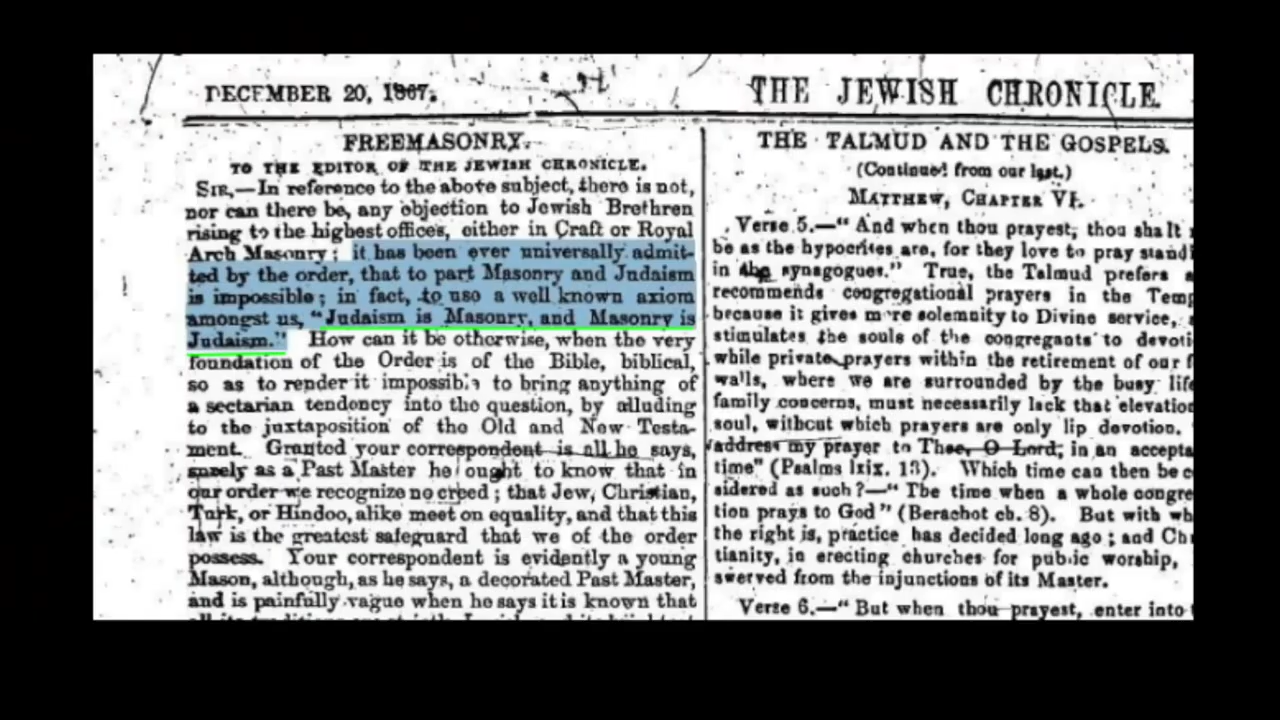 DECEMBER 20, 1867.
THE JEWISH CHRONICLE.
FREEMASONRY.
TO THE EDITOR OF THE JEWISH CHRONICLE.
SIR,—In reference to the above subject, there is not,
nor can there be, any objection to Jewish Brethren
rising to the highest offices, either in Craft or Royal
Arch Masonry; it has been ever universally admit-
ted by the order, that to part Masonry and Judaism
is impossible; in fact, to use a well known axiom
amongst us, "Judaism is Masonry, and Masonry is
Judaism." How can it be otherwise, when the very
foundation of the Order is of the Bible, biblical,
so as to render it impossible to bring anything of
a sectarian tendency into the question, by alluding
to the juxtaposition of the Old and New Testa-
ment. Granted your correspondent is all he says,
surely as a Past Master he ought to know that in
our order we recognize no creed; that Jew, Christian,
Turk, or Hindoo, alike meet on equality, and that this
law is the greatest safeguard that we of the order
possess. Your correspondent is evidently a young
Mason, although, as he says, a decorated Past Master,
and is painfully vague when he says it is known that
THE TALMUD AND THE GOSPELS.
(Continued from our last.)
MATTHEW, CHAPTER VI.
Verse 5.—"And when thou prayest, thou shalt
be as the hypocrites are, for they love to pray standi
in the synagogues." True, the Talmud prefers a
recommends congregational prayers in the Temp
because it gives more solemnity to Divine service,
stimulates the souls of the congregants to devoti
while private prayers within the retirement of our
walls, where we are surrounded by the busy life
family concerns, must necessarily lack that elevation
soul, without which prayers are only lip devotion.
address my prayer to Thee, O Lord, in an accepta
time" (Psalms lxix. 13). Which time can then be c
sidered as such?—"The time when a whole congre
tion prays to God" (Berachot ch. 8). But with wh
the right is, practice has decided long ago; and Ch
tianity, in erecting churches for public worship,
swerved from the injunctions of its Master.
Verse 6.—"But when thou prayest, enter into